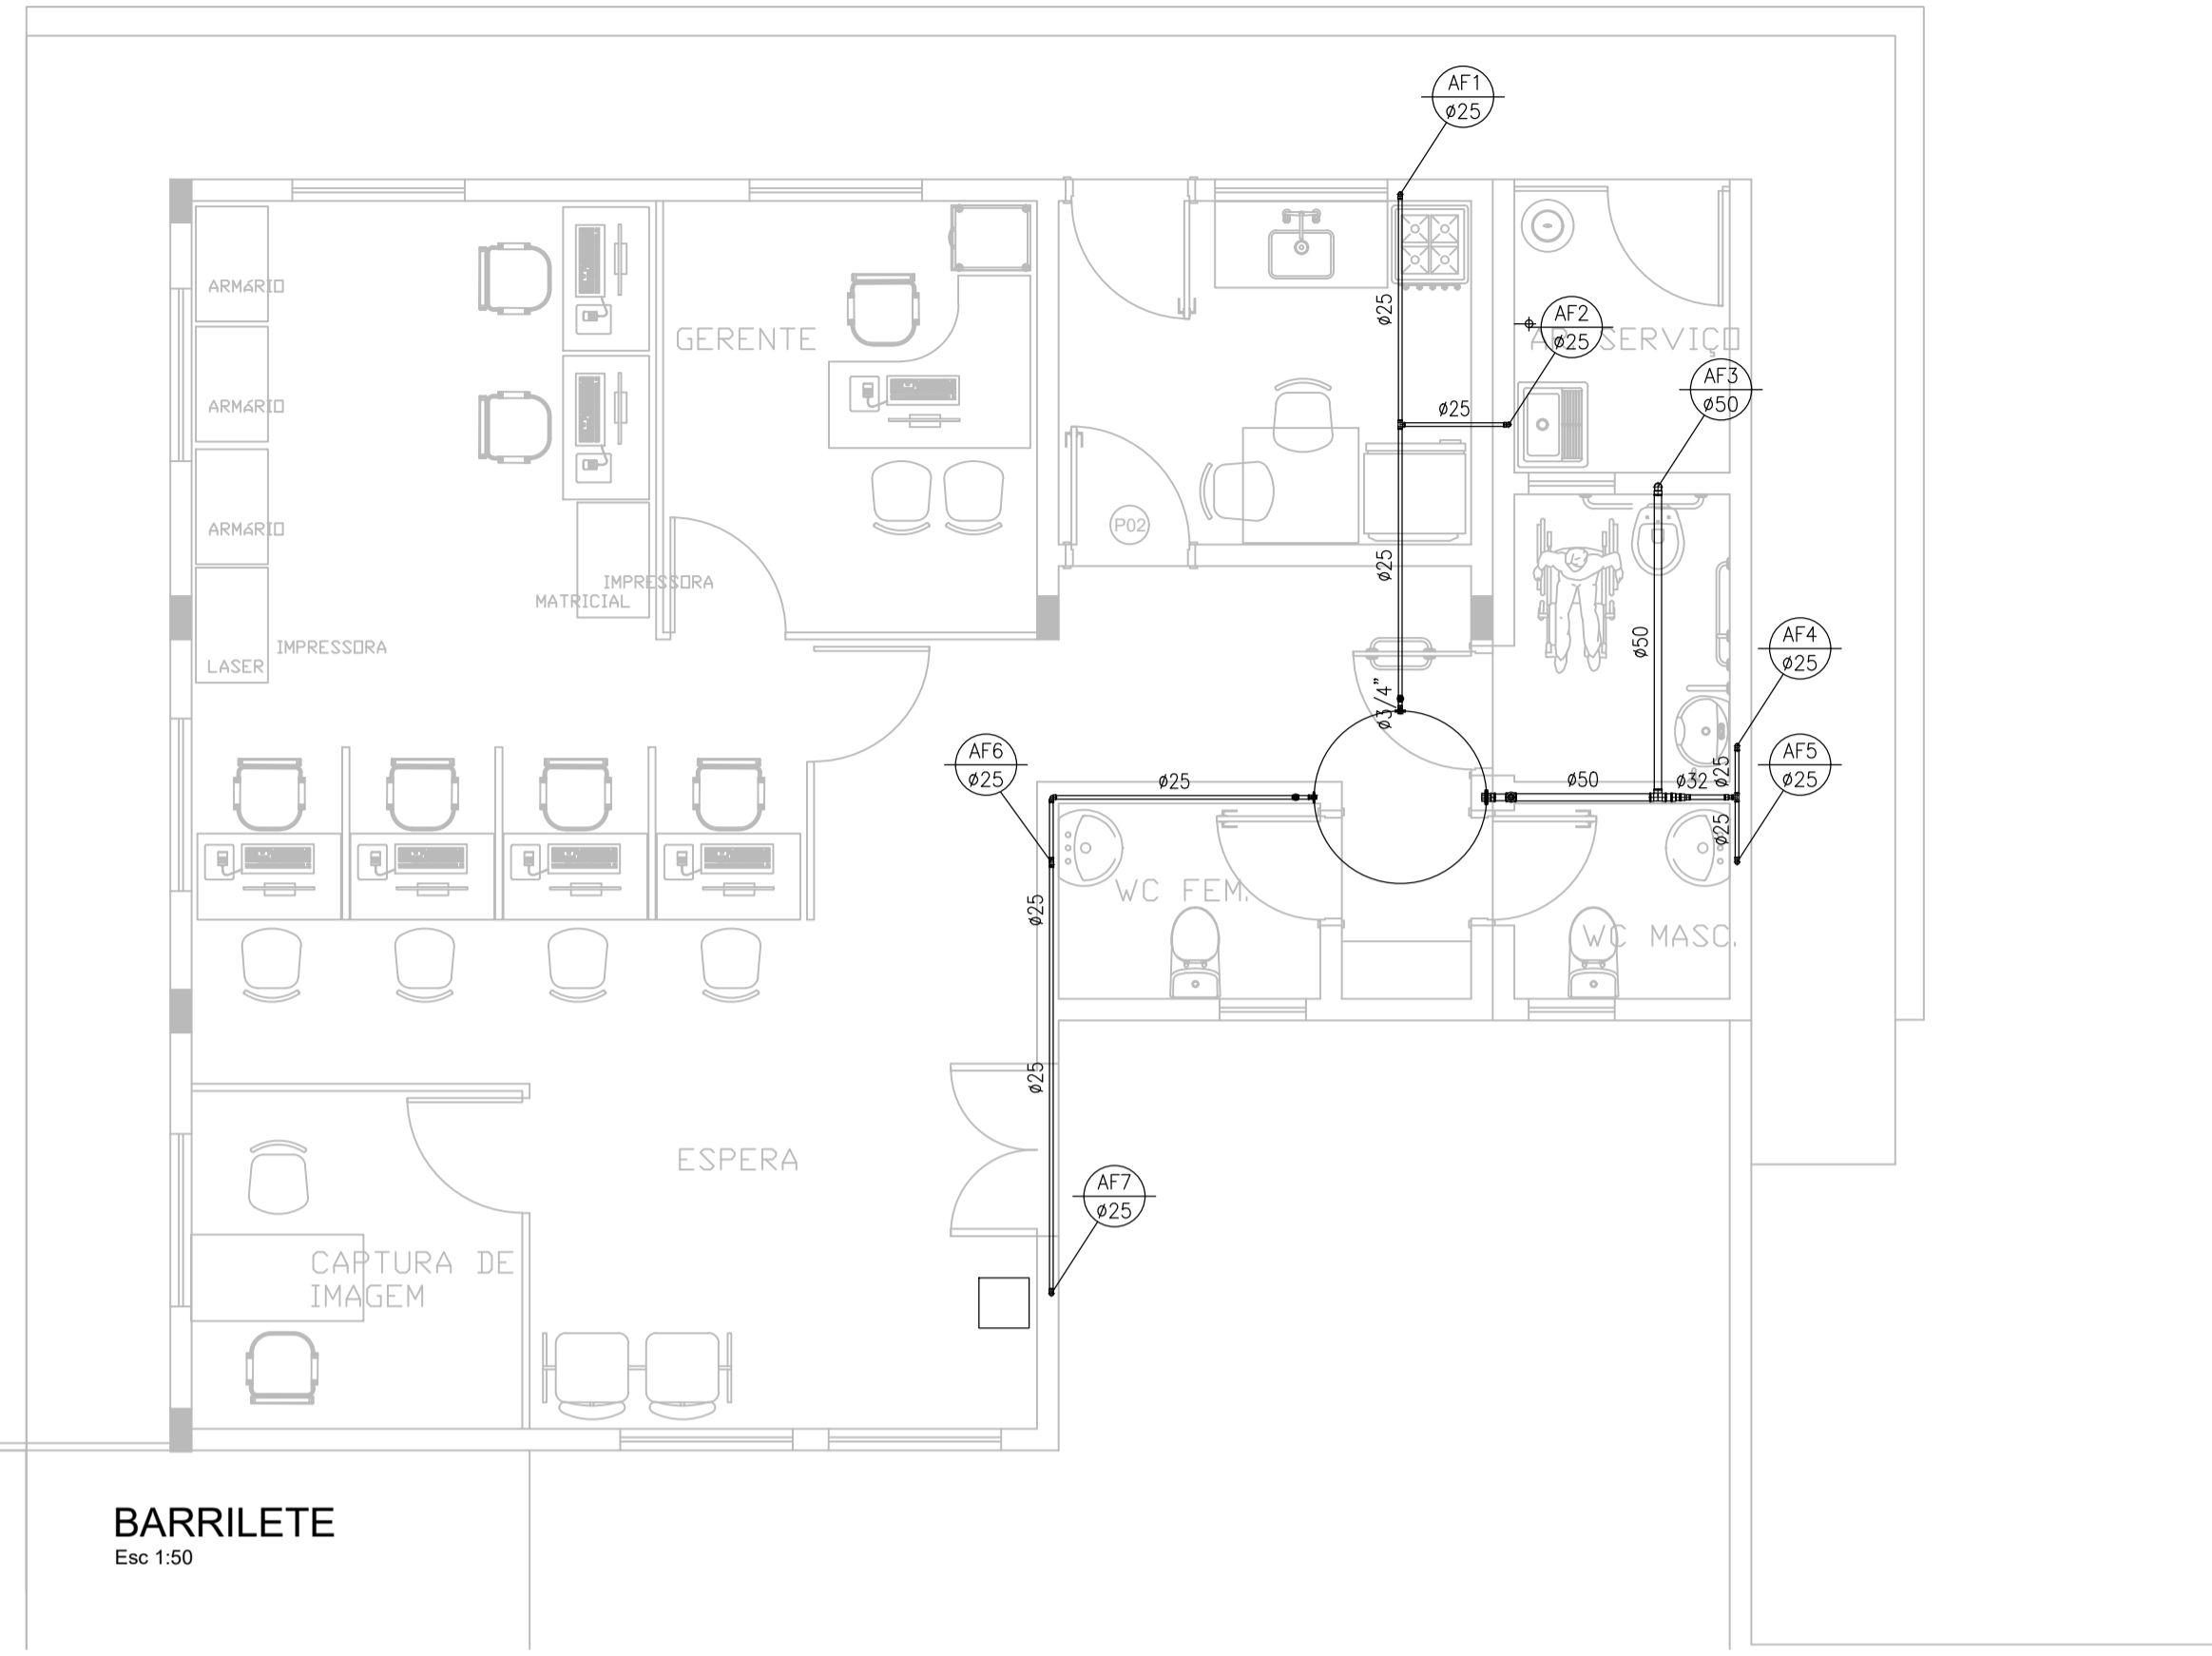 AF1
ø25
ARMáRIO
GERENTE
ø25
AF2
ø25
SERVIÇO
AF3
ø50
ARMáRIO
ø25
ARMáRIO
P02
ø25
IMPRESSORA
MATRICIAL
IMPRESSORA
LASER
ø50
AF4
ø25
ø3/4"
AF6
ø25
ø25
ø50
ø32
ø25
AF5
ø25
ø25
WC FEM.
ø25
WC MASC.
ø25
ESPERA
AF7
ø25
CAPTURA DE
IMAGEM
BARRILETE
Esc 1:50